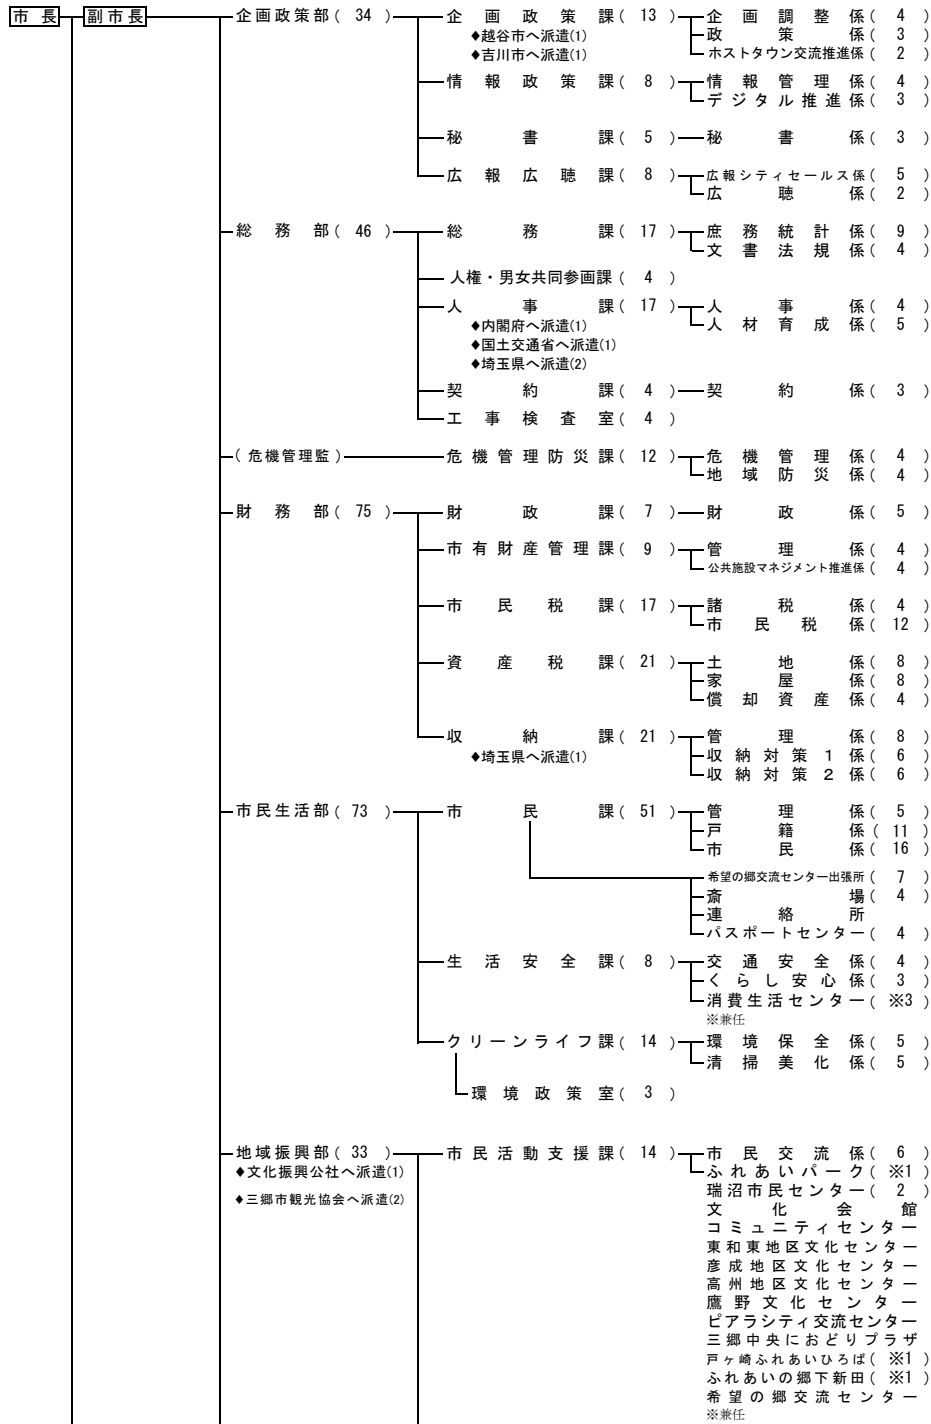 市長 副市長 企画政策部( 34 ) 企画政策課( 13 ) 企画調整係( 4 )
◆越谷市へ派遣(1) 政策係( 3 )
◆吉川市へ派遣(1) ホストタウン交流推進係( 2 )
情報政策課( 8 ) 情報管理係( 4 )
デジタル推進係( 3 )
秘書課( 5 ) 秘書係( 3 )
広報広聴課( 8 ) 広報シティセールス係( 5 )
広聴係( 2 )
総務部( 46 ) 総務課( 17 ) 庶務統計係( 9 )
文書法規係( 4 )
人権・男女共同参画課( 4 )
人事課( 17 ) 人事係( 4 )
◆内閣府へ派遣(1) 人材育成係( 5 )
◆国土交通省へ派遣(1)
◆埼玉県へ派遣(2)
契約課( 4 ) 契約係( 3 )
工事検査室( 4 )
(危機管理監) 危機管理防災課( 12 ) 危機管理係( 4 )
地域防災係( 4 )
財務部( 75 ) 財政課( 7 ) 財政係( 5 )
市有財産管理課( 9 ) 管理係( 4 )
公共施設マネジメント推進係( 4 )
市民税課( 17 ) 諸税係( 4 )
市民税係( 12 )
資産税課( 21 ) 土地係( 8 )
家屋係( 8 )
償却資産係( 4 )
収納課( 21 ) 管理係( 8 )
◆埼玉県へ派遣(1) 収納対策1係( 6 )
収納対策2係( 6 )
市民生活部( 73 ) 市民課( 51 ) 管理係( 5 )
戸籍係( 11 )
市民係( 16 )
希望の郷交流センター出張所( 7 )
斎場( 4 )
連絡所
パスポートセンター( 4 )
生活安全課( 8 ) 交通安全係( 4 )
くらし安心係( 3 )
消費生活センター( ※3 )
※兼任
クリーンライフ課( 14 ) 環境保全係( 5 )
清掃美化係( 5 )
環境政策室( 3 )
地域振興部( 33 ) 市民活動支援課( 14 ) 市民交流係( 6 )
◆文化振興公社へ派遣(1) ふれあいパーク( ※1 )
◆三郷市観光協会へ派遣(2) 瑞沼市民センター( 2 )
文化会館
コミュニティセンター
東和東地区文化センター
彦成地区文化センター
高州地区文化センター
鷹野文化センター
ピアラシティ交流センター
三郷中央におどりプラザ
戸ヶ崎ふれあいひろば( ※1 )
ふれあいの郷下新田( ※1 )
希望の郷交流センター
※兼任